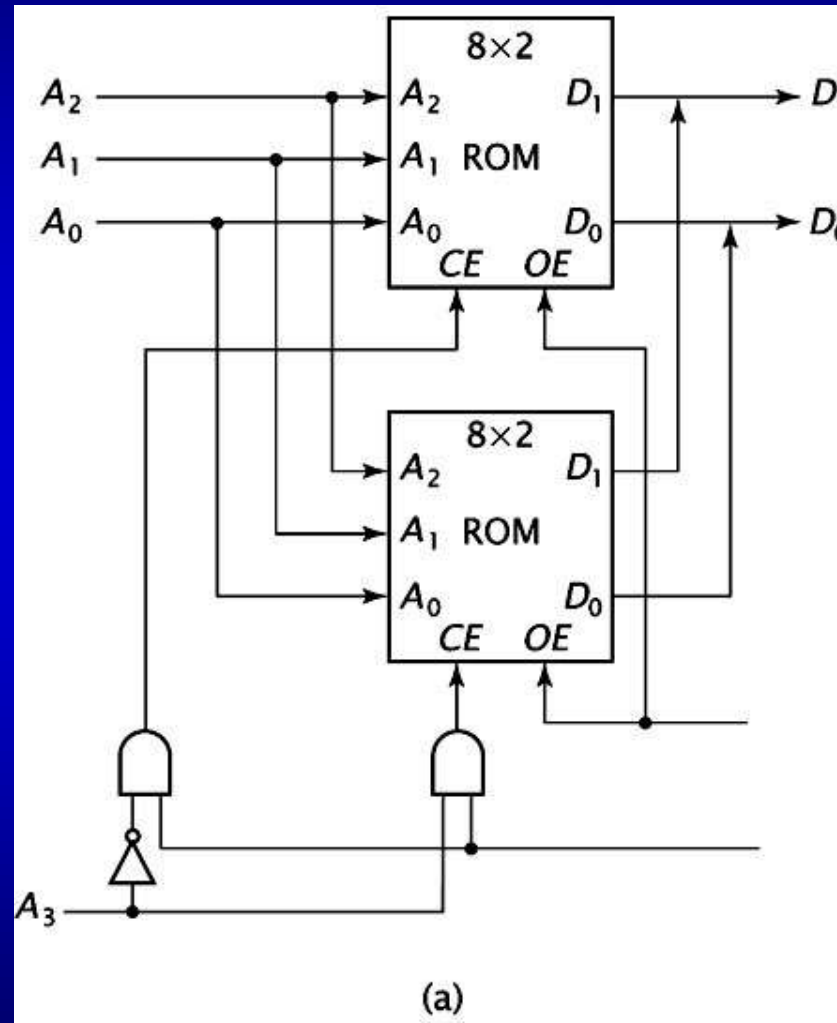 8×2
A₂ A₂ D₁ D
A₁ A₁ ROM
A₀ A₀ D₀ D
CE OE
8×2
A₂ D₁
A₁ ROM
A₀ D₀
CE OE
A₃
(a)